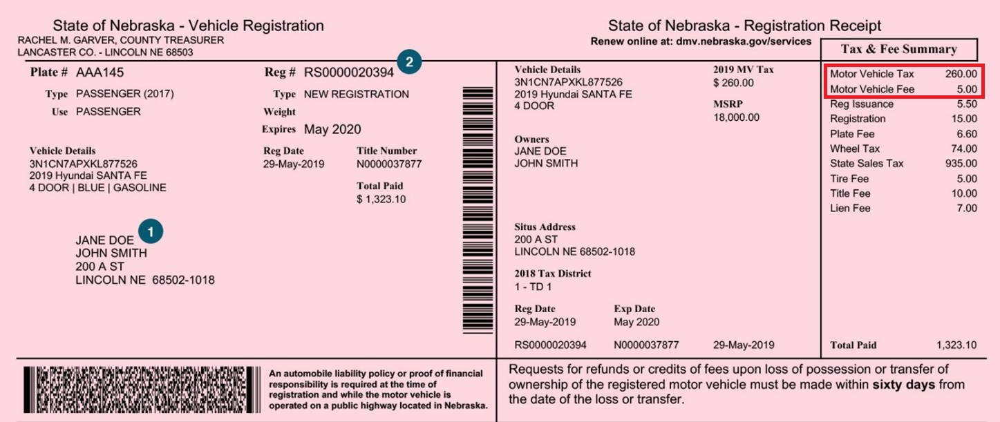 State of Nebraska - Vehicle Registration
RACHEL M. GARVER, COUNTY TREASURER
LANCASTER CO. - LINCOLN NE 68503
Plate # AAA145
Type PASSENGER (2017)
Use PASSENGER
Reg # RS0000020394
2
Type NEW REGISTRATION
Weight
Expires May 2020
Vehicle Details
3N1CN7APXKL877526
2019 Hyundai SANTA FE
4 DOOR | BLUE | GASOLINE
Reg Date
29-May-2019
Title Number
N0000037877
Total Paid
$ 1,323.10
1
JANE DOE
JOHN SMITH
200 A ST
LINCOLN NE 68502-1018
An automobile liability policy or proof of financial
responsibility is required at the time of
registration and while the motor vehicle is
operated on a public highway located in Nebraska.
State of Nebraska - Registration Receipt
Renew online at: dmv.nebraska.gov/services
Vehicle Details
3N1CN7APXKL877526
2019 Hyundai SANTA FE
4 DOOR
2019 MV Tax
$ 260.00
MSRP
18,000.00
Owners
JANE DOE
JOHN SMITH
Situs Address
200 A ST
LINCOLN NE 68502-1018
2018 Tax District
1 - TD 1
Reg Date
29-May-2019
Exp Date
May 2020
RS0000020394 N0000037877 29-May-2019
Tax & Fee Summary
Motor Vehicle Tax 260.00
Motor Vehicle Fee 5.00
Reg Issuance 5.50
Registration 15.00
Plate Fee 6.60
Wheel Tax 74.00
State Sales Tax 935.00
Tire Fee 5.00
Title Fee 10.00
Lien Fee 7.00
Total Paid 1,323.10
Requests for refunds or credits of fees upon loss of possession or transfer of
ownership of the registered motor vehicle must be made within sixty days from
the date of the loss or transfer.